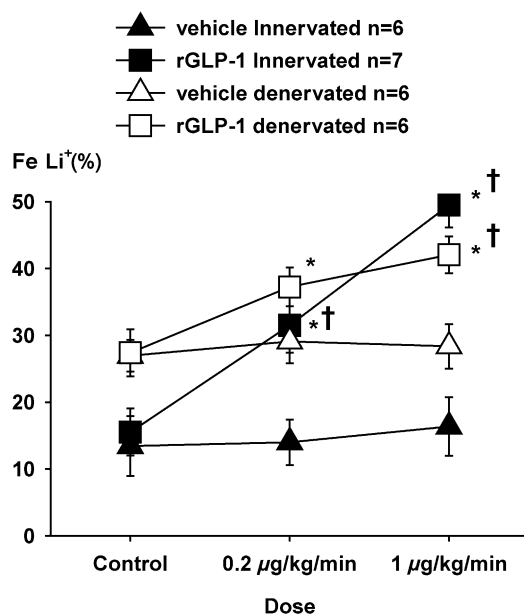 vehicle Innervated n=6
rGLP-1 Innervated n=7
vehicle denervated n=6
rGLP-1 denervated n=6
Fe Li⁺(%)
50
40
30
20
10
0
* †
* †
*
* †
Control 0.2 µg/kg/min 1 µg/kg/min
Dose